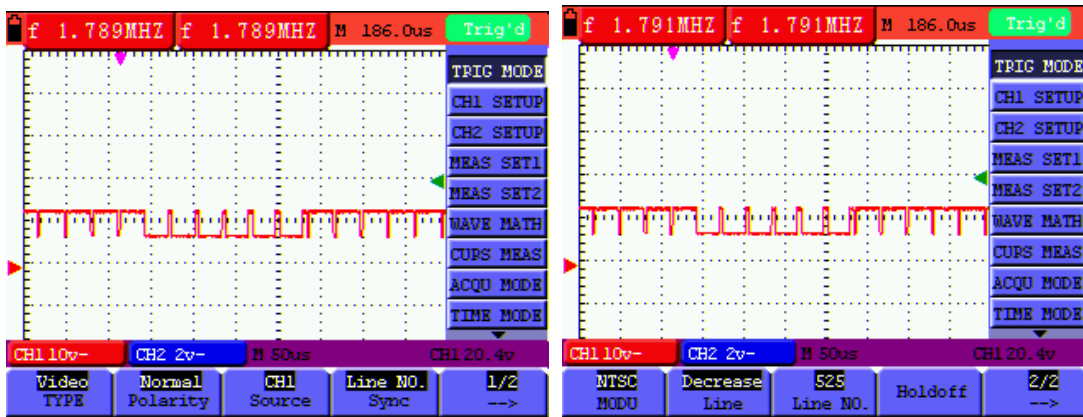 f 1.789MHZ f 1.789MHZ M 186.0us Trig'd
TRIG MODE
CH1 SETUP
CH2 SETUP
MEAS SET1
MEAS SET2
WAVE MATH
CURS MEAS
ACQU MODE
TIME MODE
CH1 10v- CH2 2v- M 50us CH1 20.4v
Video Normal CH1 Line NO. 1/2
TYPE Polarity Source Sync -->
f 1.791MHZ f 1.791MHZ M 186.0us Trig'd
TRIG MODE
CH1 SETUP
CH2 SETUP
MEAS SET1
MEAS SET2
WAVE MATH
CURS MEAS
ACQU MODE
TIME MODE
CH1 10v- CH2 2v- M 50us CH1 20.4v
NTSC Decrease 525 Holdoff 2/2
MODU Line Line NO. -->